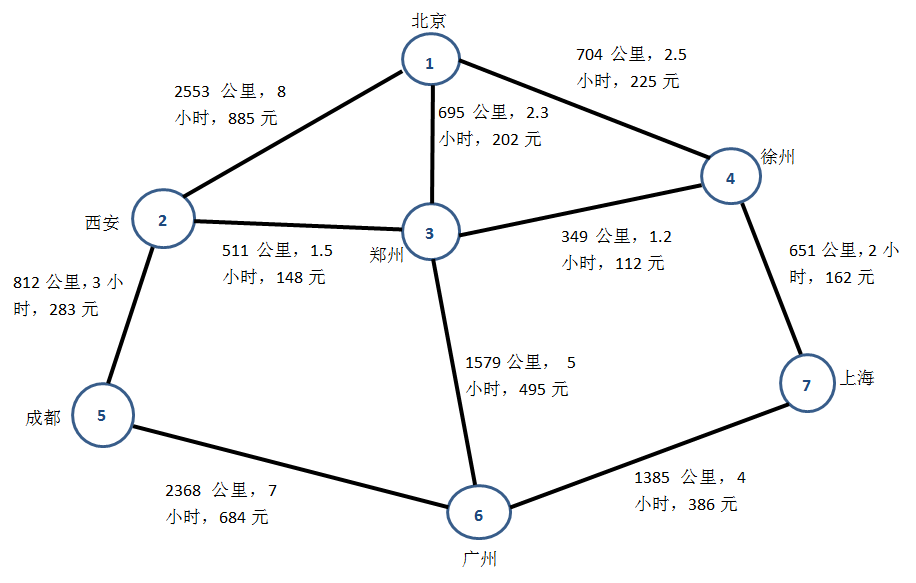 北京
1
704 公里，2.5
小时，225 元
2553 公里，8
小时，885 元
695 公里，2.3
小时，202 元
徐州
4
西安
2
3
郑州
511 公里，1.5
小时，148 元
349 公里，1.2
小时，112 元
651 公里，2 小
时，162 元
812 公里，3 小
时，283 元
1579 公里， 5
小时，495 元
7
上海
成都
5
2368 公里，7
小时，684 元
1385 公里，4
小时，386 元
6
广州